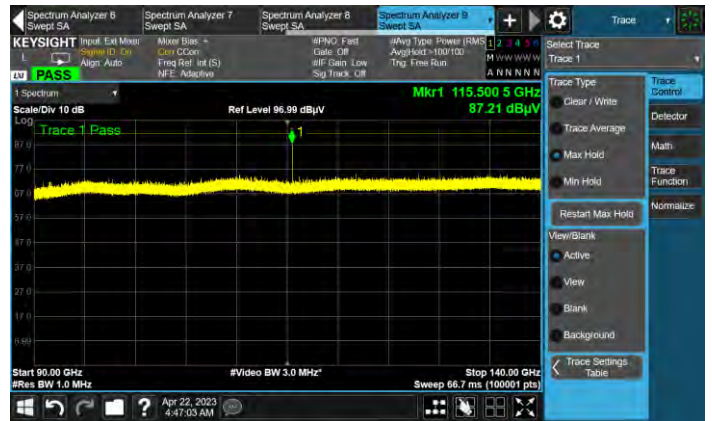 Spectrum Analyzer 6
Swept SA
Spectrum Analyzer 7
Swept SA
Spectrum Analyzer 8
Swept SA
Spectrum Analyzer 9
Swept SA
+
Trace
KEYSIGHT
L
LXI
PASS
Input: Ext Mixer
Signal ID: On
Align: Auto
Mixer Bias: +
Corr CCorr
Freq Ref: Int (S)
NFE: Adaptive
#PNO: Fast
Gate: Off
#IF Gain: Low
Sig Track: Off
#Avg Type: Power (RMS
Avg|Hold:>100/100
Trig: Free Run
1 2 3 4 5 6
M W W W W W
A N N N N N
Select Trace
Trace 1
1 Spectrum
Mkr1 115.500 5 GHz
Scale/Div 10 dB
Ref Level 96.99 dBµV
87.21 dBµV
Log
Trace 1 Pass
1
87.0
77.0
67.0
57.0
47.0
37.0
27.0
17.0
6.99
Start 90.00 GHz
#Video BW 3.0 MHz*
Stop 140.00 GHz
#Res BW 1.0 MHz
Sweep 66.7 ms (100001 pts)
Trace Type
Clear / Write
Trace Average
Max Hold
Min Hold
Restart Max Hold
View/Blank
Active
View
Blank
Background
Trace Settings
Table
Trace
Control
Detector
Math
Trace
Function
Normalize
?
Apr 22, 2023
4:47:03 AM